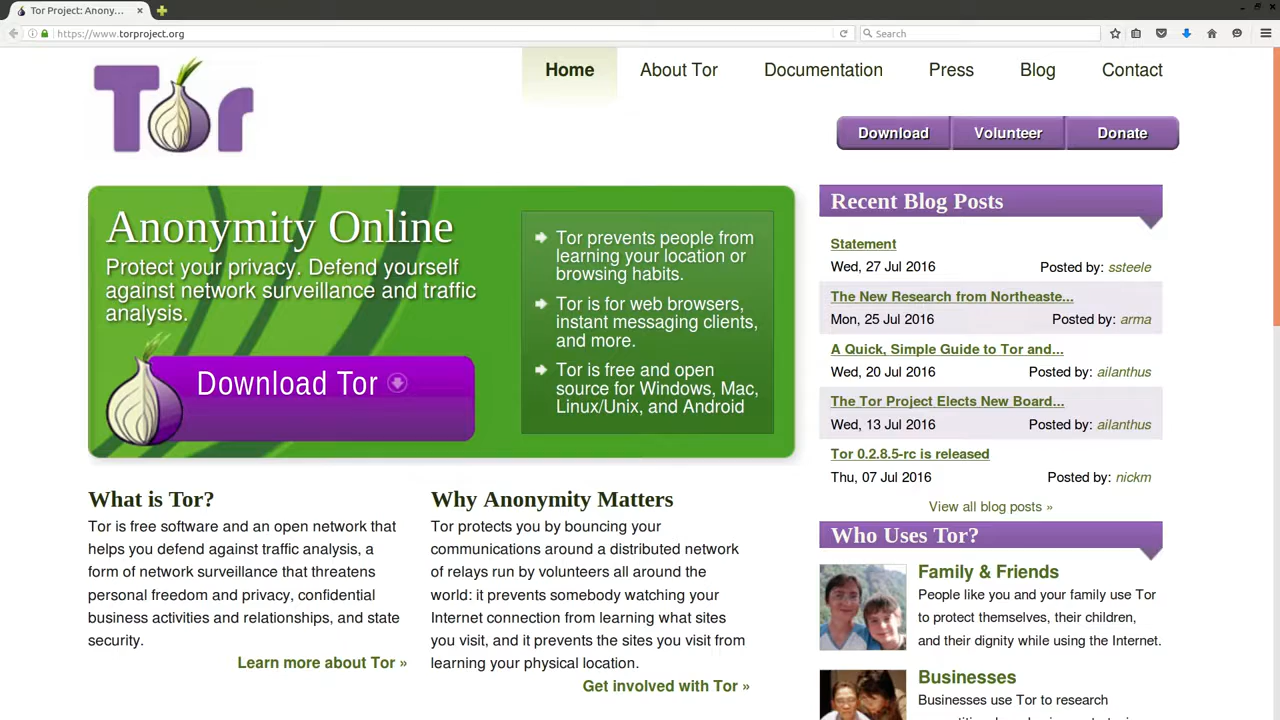 Tor Project: Anony...
https://www.torproject.org
Search
Tor
Home
About Tor
Documentation
Press
Blog
Contact
Download
Volunteer
Donate
Anonymity Online
Protect your privacy. Defend yourself
against network surveillance and traffic
analysis.
Download Tor
Tor prevents people from
learning your location or
browsing habits.
Tor is for web browsers,
instant messaging clients,
and more.
Tor is free and open
source for Windows, Mac,
Linux/Unix, and Android
What is Tor?
Tor is free software and an open network that
helps you defend against traffic analysis, a
form of network surveillance that threatens
personal freedom and privacy, confidential
business activities and relationships, and state
security.
Learn more about Tor »
Why Anonymity Matters
Tor protects you by bouncing your
communications around a distributed network
of relays run by volunteers all around the
world: it prevents somebody watching your
Internet connection from learning what sites
you visit, and it prevents the sites you visit from
learning your physical location.
Get involved with Tor »
Recent Blog Posts
Statement
Wed, 27 Jul 2016 Posted by: ssteele
The New Research from Northeaste...
Mon, 25 Jul 2016 Posted by: arma
A Quick, Simple Guide to Tor and...
Wed, 20 Jul 2016 Posted by: ailanthus
The Tor Project Elects New Board...
Wed, 13 Jul 2016 Posted by: ailanthus
Tor 0.2.8.5-rc is released
Thu, 07 Jul 2016 Posted by: nickm
View all blog posts »
Who Uses Tor?
Family & Friends
People like you and your family use Tor
to protect themselves, their children,
and their dignity while using the Internet.
Businesses
Businesses use Tor to research